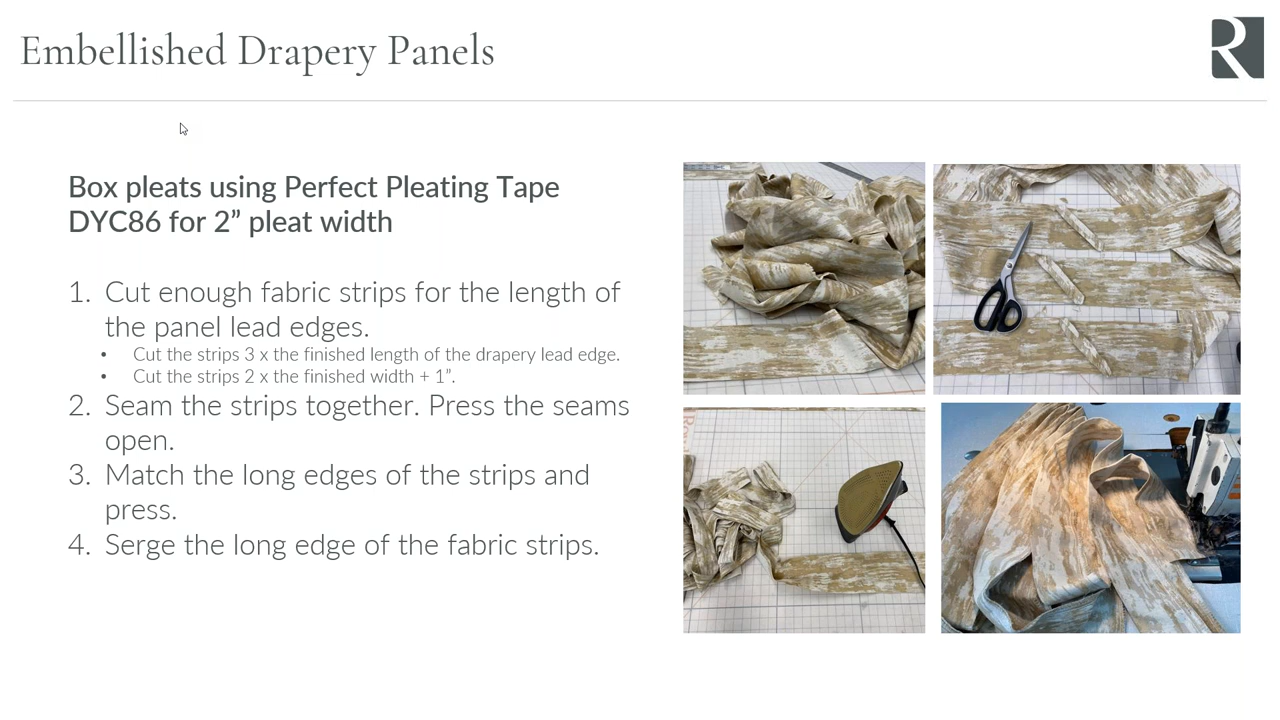 Embellished Drapery Panels
R
Box pleats using Perfect Pleating Tape
DYC86 for 2” pleat width
1. Cut enough fabric strips for the length of
the panel lead edges.
• Cut the strips 3 x the finished length of the drapery lead edge.
• Cut the strips 2 x the finished width + 1”.
2. Seam the strips together. Press the seams
open.
3. Match the long edges of the strips and
press.
4. Serge the long edge of the fabric strips.